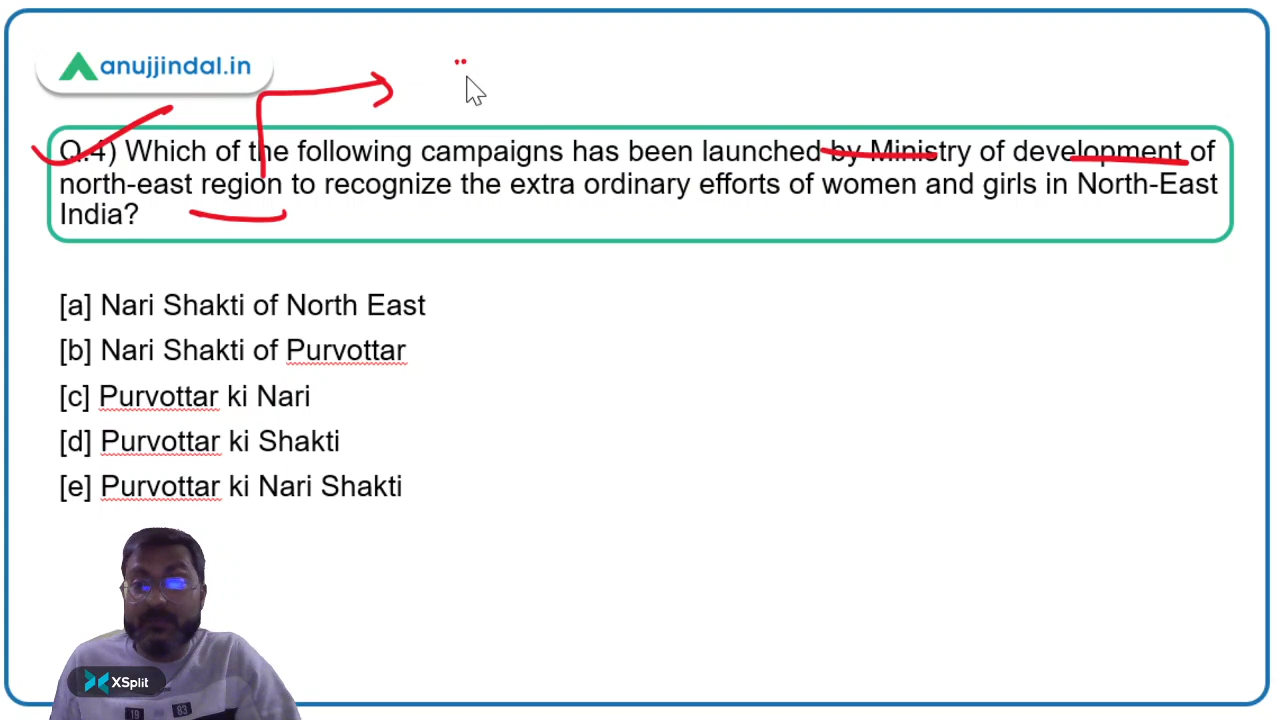 anujjindal.in
Q.4) Which of the following campaigns has been launched by Ministry of development of
north-east region to recognize the extra ordinary efforts of women and girls in North-East
India?
[a] Nari Shakti of North East
[b] Nari Shakti of Purvottar
[c] Purvottar ki Nari
[d] Purvottar ki Shakti
[e] Purvottar ki Nari Shakti
XSplit
19 83